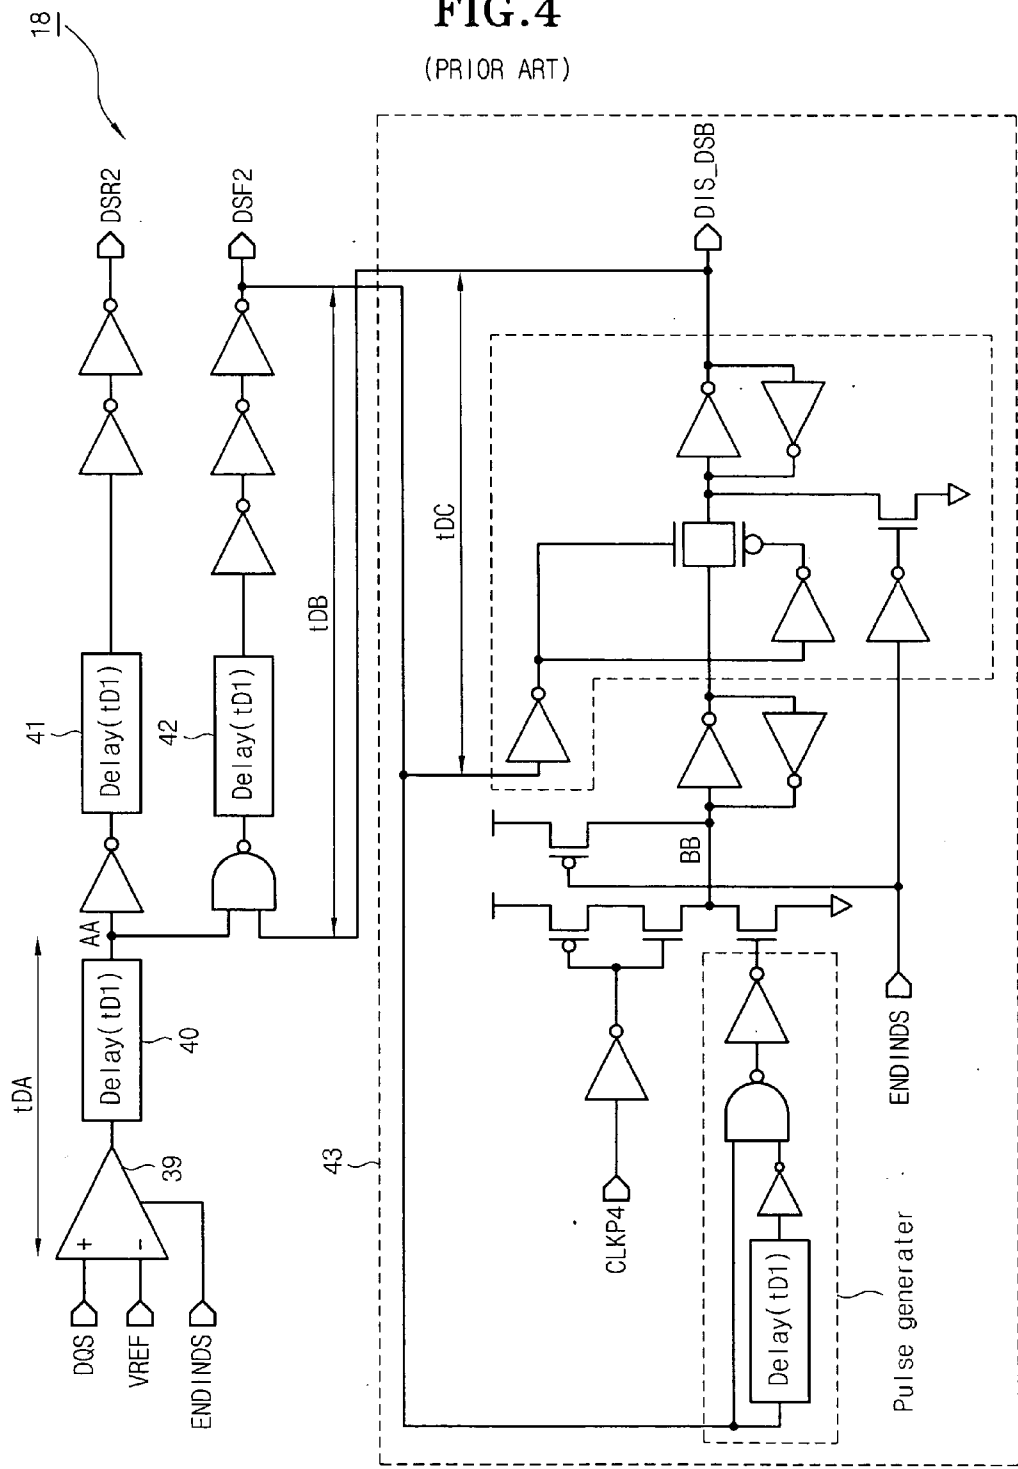 FIG.4
(PRIOR ART)
18
DSR2
DSF2
DIS_DSB
tDC
tDB
41
Delay(tD1)
42
Delay(tD1)
AA
BB
tDA
Delay(tD1)
40
39
+
-
DQS
VREF
ENDINDS
43
CLKP4
ENDINDS
Delay(tD1)
Pulse generater